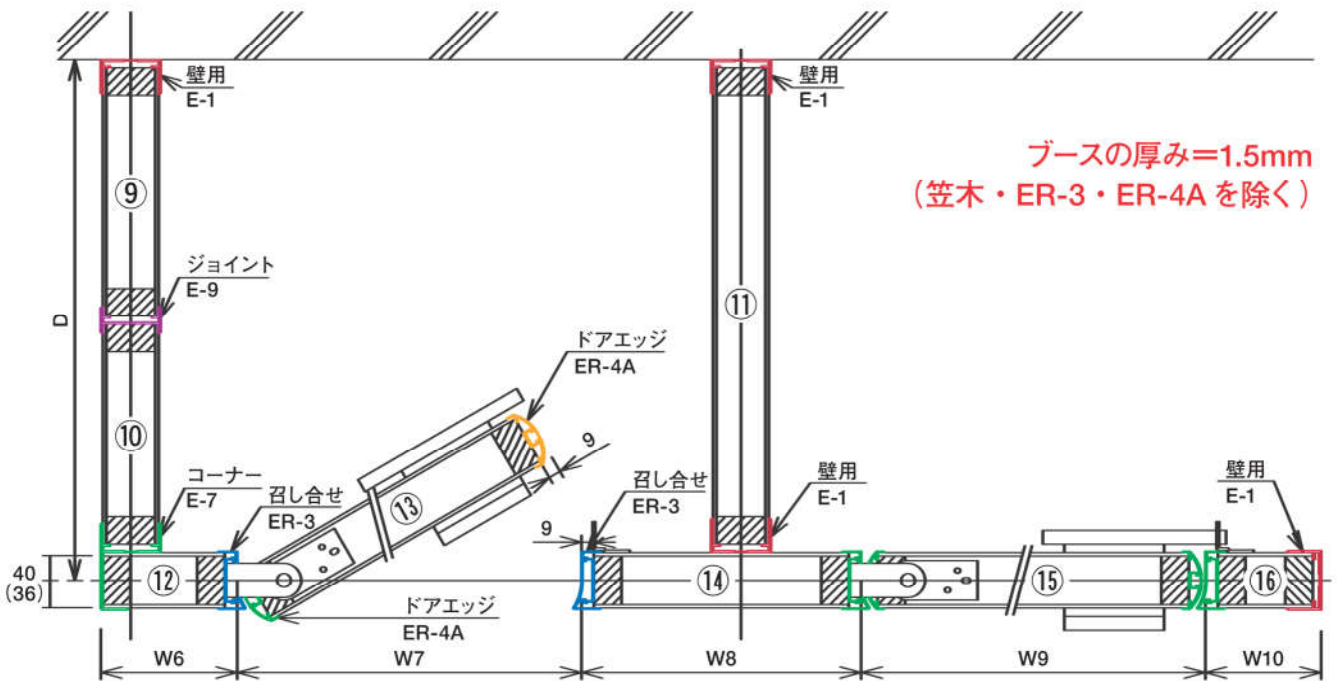 壁用
E-1
壁用
E-1
ブースの厚み＝1.5mm
（笠木・ER-3・ER-4A を除く）
⑨
ジョイント
E-9
⑪
D
ドアエッジ
ER-4A
9
⑩
コーナー
E-7
召し合せ
ER-3
⑬
召し合せ
ER-3
9
壁用
E-1
壁用
E-1
40
(36)
⑫
⑭
⑮
⑯
ドアエッジ
ER-4A
W6
W7
W8
W9
W10